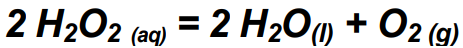 2 H2O2 (aq) = 2 H2O(l) + O2 (g)